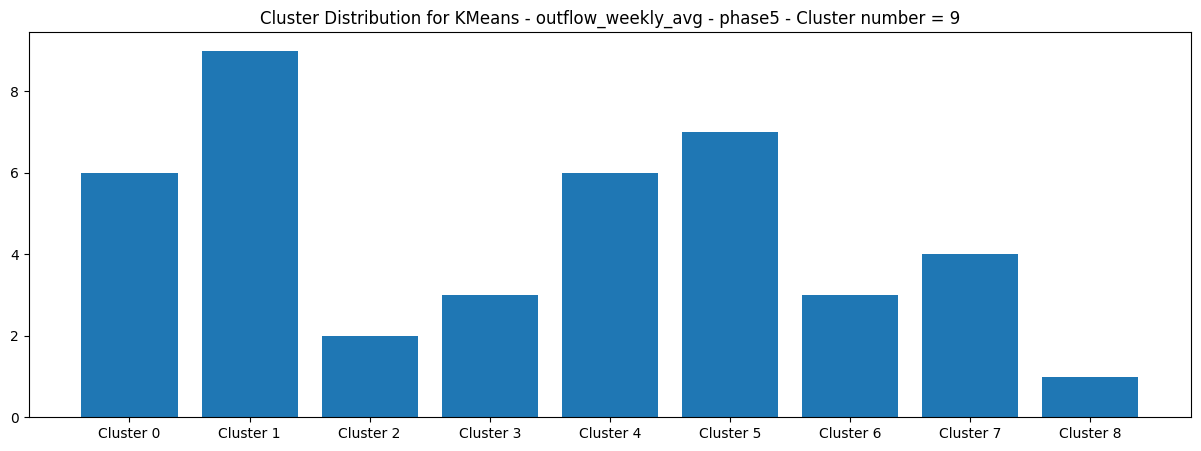 Cluster Distribution for KMeans - outflow_weekly_avg - phase5 - Cluster number = 9
8
6
4
2
0
Cluster 0 Cluster 1 Cluster 2 Cluster 3 Cluster 4 Cluster 5 Cluster 6 Cluster 7 Cluster 8